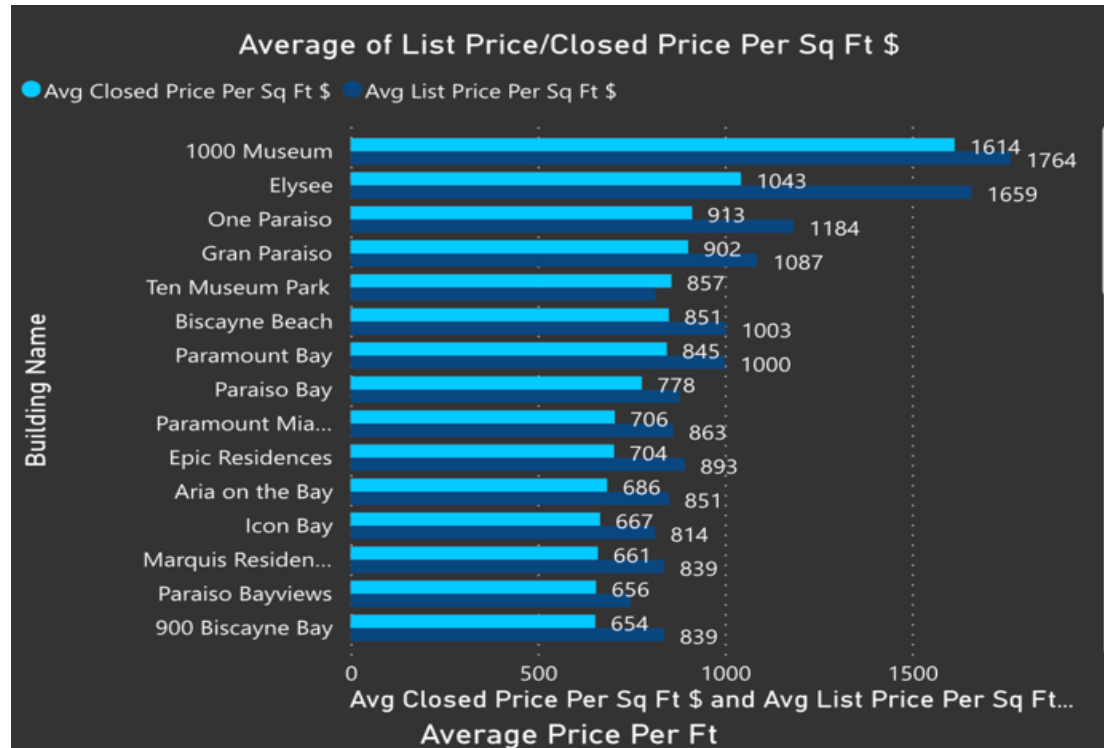 Average of List Price/Closed Price Per Sq Ft $
Avg Closed Price Per Sq Ft $ Avg List Price Per Sq Ft $
Building Name
1000 Museum 1614 1764
Elysee 1043 1659
One Paraiso 913 1184
Gran Paraiso 902 1087
Ten Museum Park 857
Biscayne Beach 851 1003
Paramount Bay 845 1000
Paraiso Bay 778
Paramount Mia... 706 863
Epic Residences 704 893
Aria on the Bay 686 851
Icon Bay 667 814
Marquis Residen... 661 839
Paraiso Bayviews 656
900 Biscayne Bay 654 839
0 500 1000 1500
Avg Closed Price Per Sq Ft $ and Avg List Price Per Sq Ft...
Average Price Per Ft